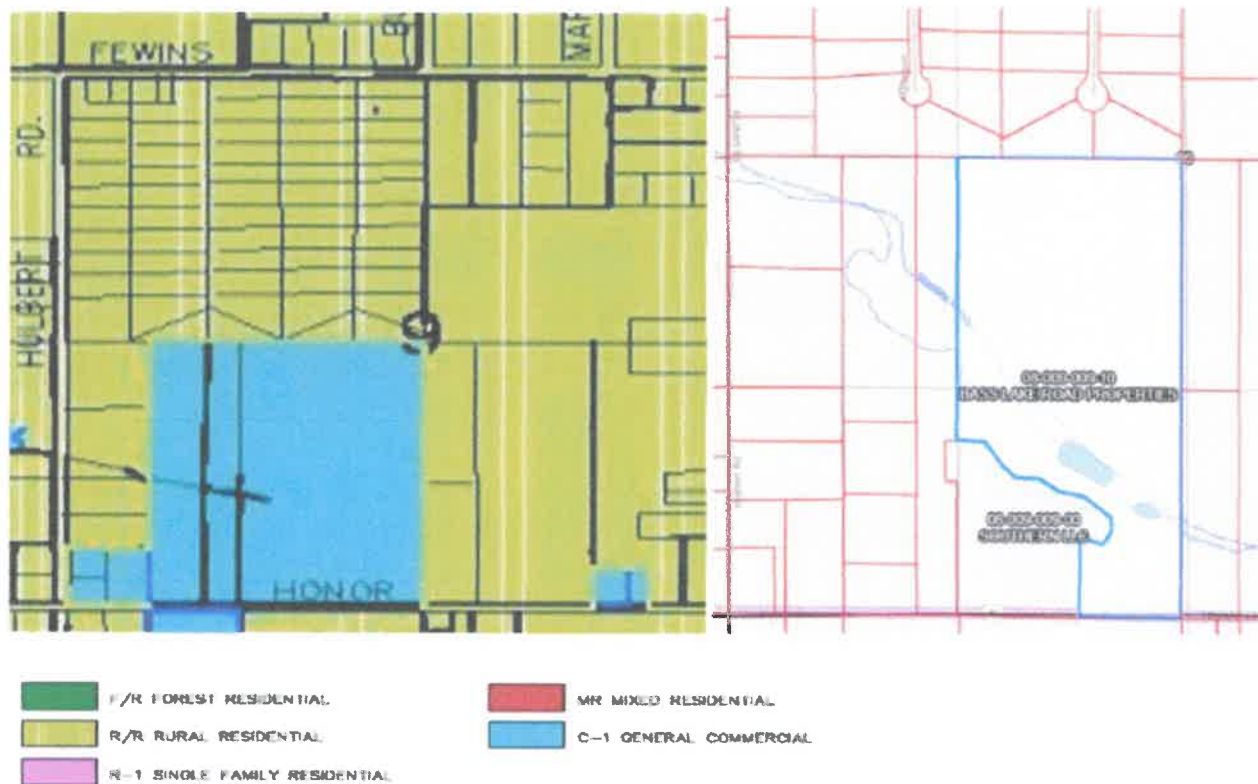 FEWINS
HULBERT RD.
HONOR
BASS LAKE ROAD PROPERTIES
SOUTHERN LLC
F/R FOREST RESIDENTIAL
R/R RURAL RESIDENTIAL
R-1 SINGLE FAMILY RESIDENTIAL
MR MIXED RESIDENTIAL
C-1 GENERAL COMMERCIAL